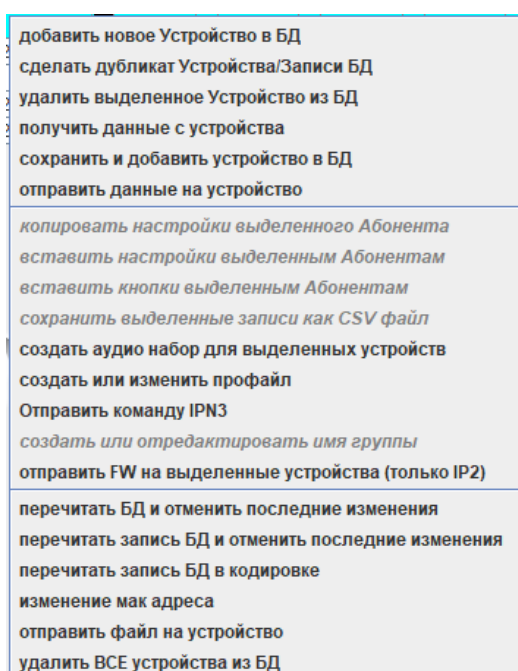 добавить новое Устройство в БД
сделать дубликат Устройства/Записи БД
удалить выделенное Устройство из БД
получить данные с устройства
сохранить и добавить устройство в БД
отправить данные на устройство
копировать настройки выделенного Абонента
вставить настройки выделенным Абонентам
вставить кнопки выделенным Абонентам
сохранить выделенные записи как CSV файл
создать аудио набор для выделенных устройств
создать или изменить профайл
Отправить команду IPN3
создать или отредактировать имя группы
отправить FW на выделенные устройства (только IP2)
перечитать БД и отменить последние изменения
перечитать запись БД и отменить последние изменения
перечитать запись БД в кодировке
изменение мак адреса
отправить файл на устройство
удалить ВСЕ устройства из БД